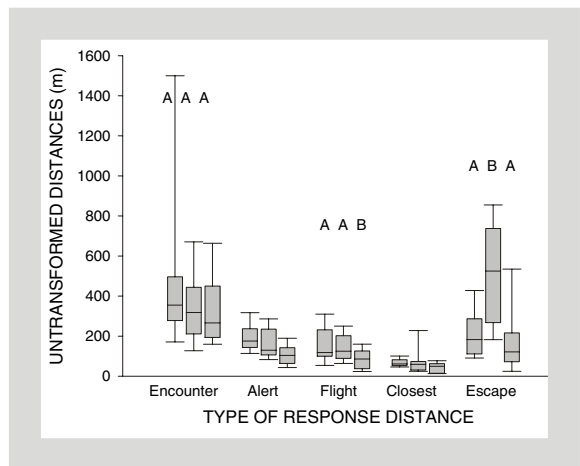 UNTRANSFORMED DISTANCES (m)
1600
1400
1200
1000
800
600
400
200
0
A A A
A A B
A B A
Encounter Alert Flight Closest Escape
TYPE OF RESPONSE DISTANCE